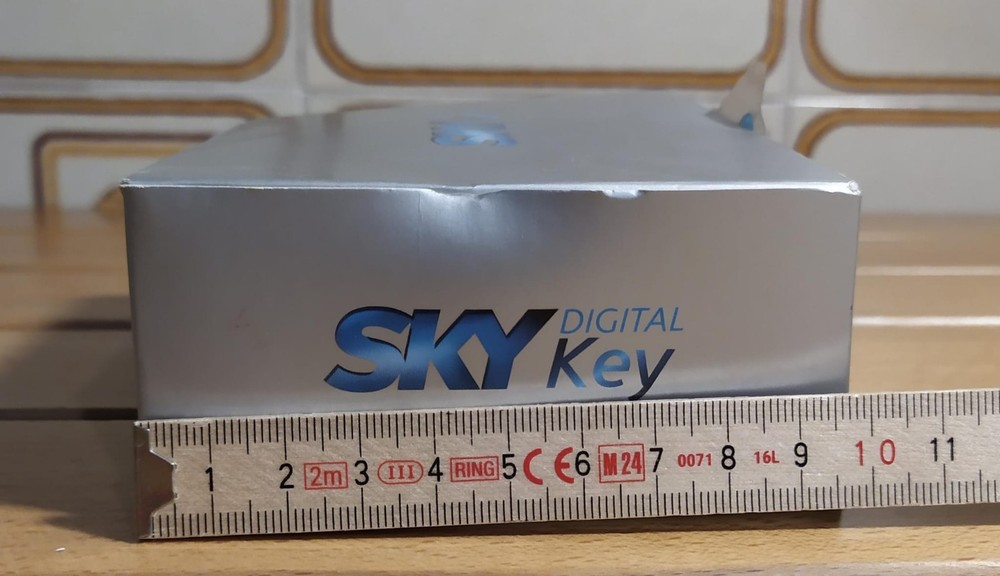 SKY DIGITAL
Key
1 2 2m 3 III 4 RING 5 CE 6 M24 7 0071 8 16L 9 10 11